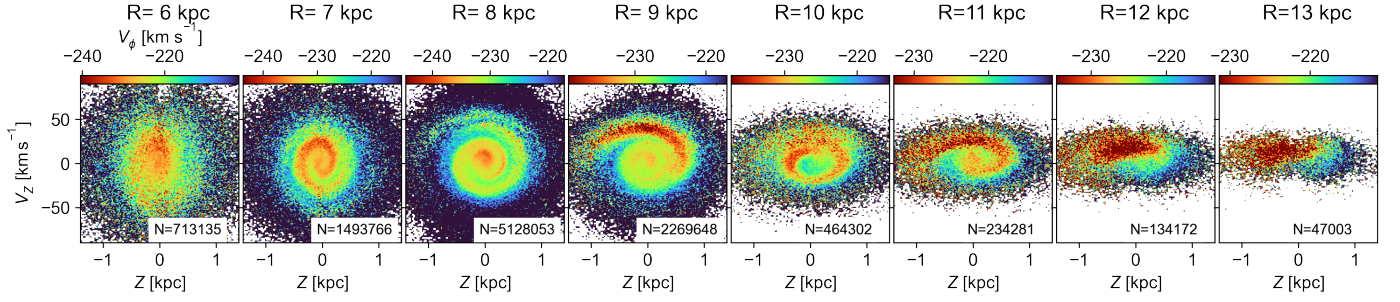 R= 6 kpc R= 7 kpc R= 8 kpc R= 9 kpc R=10 kpc R=11 kpc R=12 kpc R=13 kpc
Vϕ [km s⁻¹]
−240 −220 −230 −220 −230 −220 −230 −220 −230 −220 −230 −220 −230 −220 −230 −220
50
0
−50
V_Z [km s⁻¹]
N=713135 N=1493766 N=5128053 N=2269648 N=464302 N=234281 N=134172 N=47003
−1 0 1 −1 0 1 −1 0 1 −1 0 1 −1 0 1 −1 0 1 −1 0 1 −1 0 1
Z [kpc] Z [kpc] Z [kpc] Z [kpc] Z [kpc] Z [kpc] Z [kpc] Z [kpc]